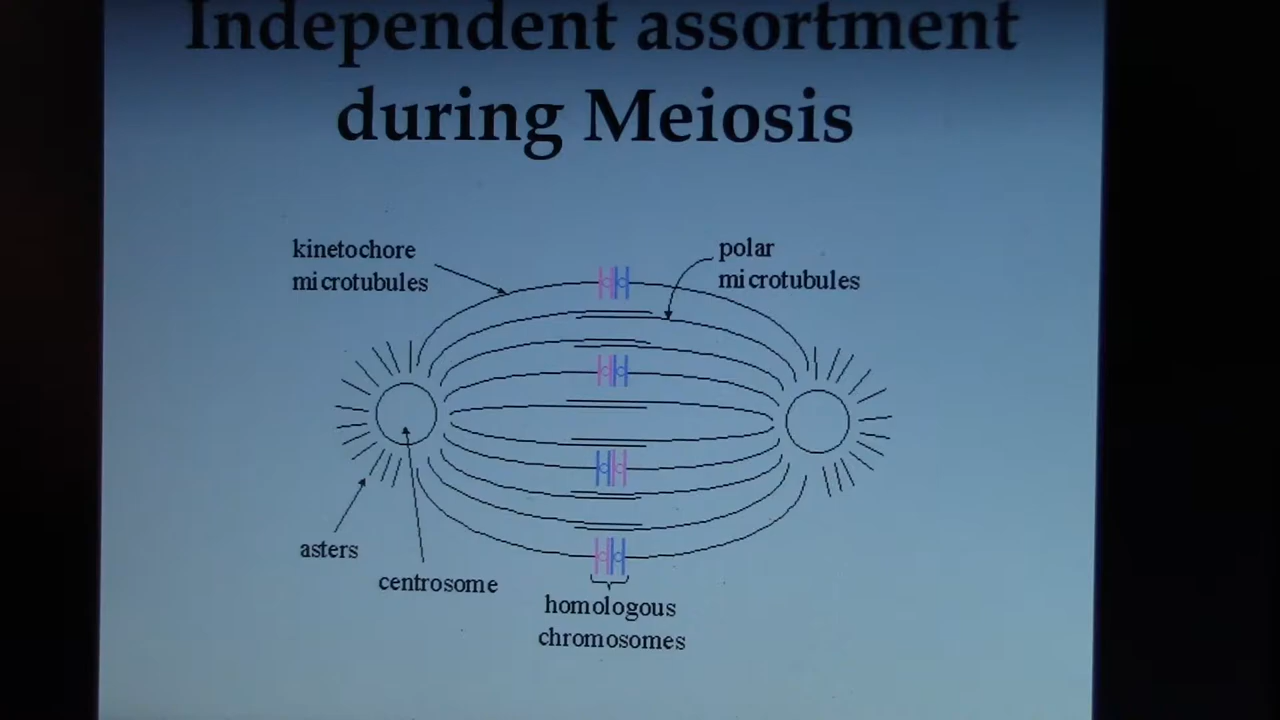 Independent assortment
during Meiosis
kinetochore
microtubules
polar
microtubules
asters
centrosome
homologous
chromosomes